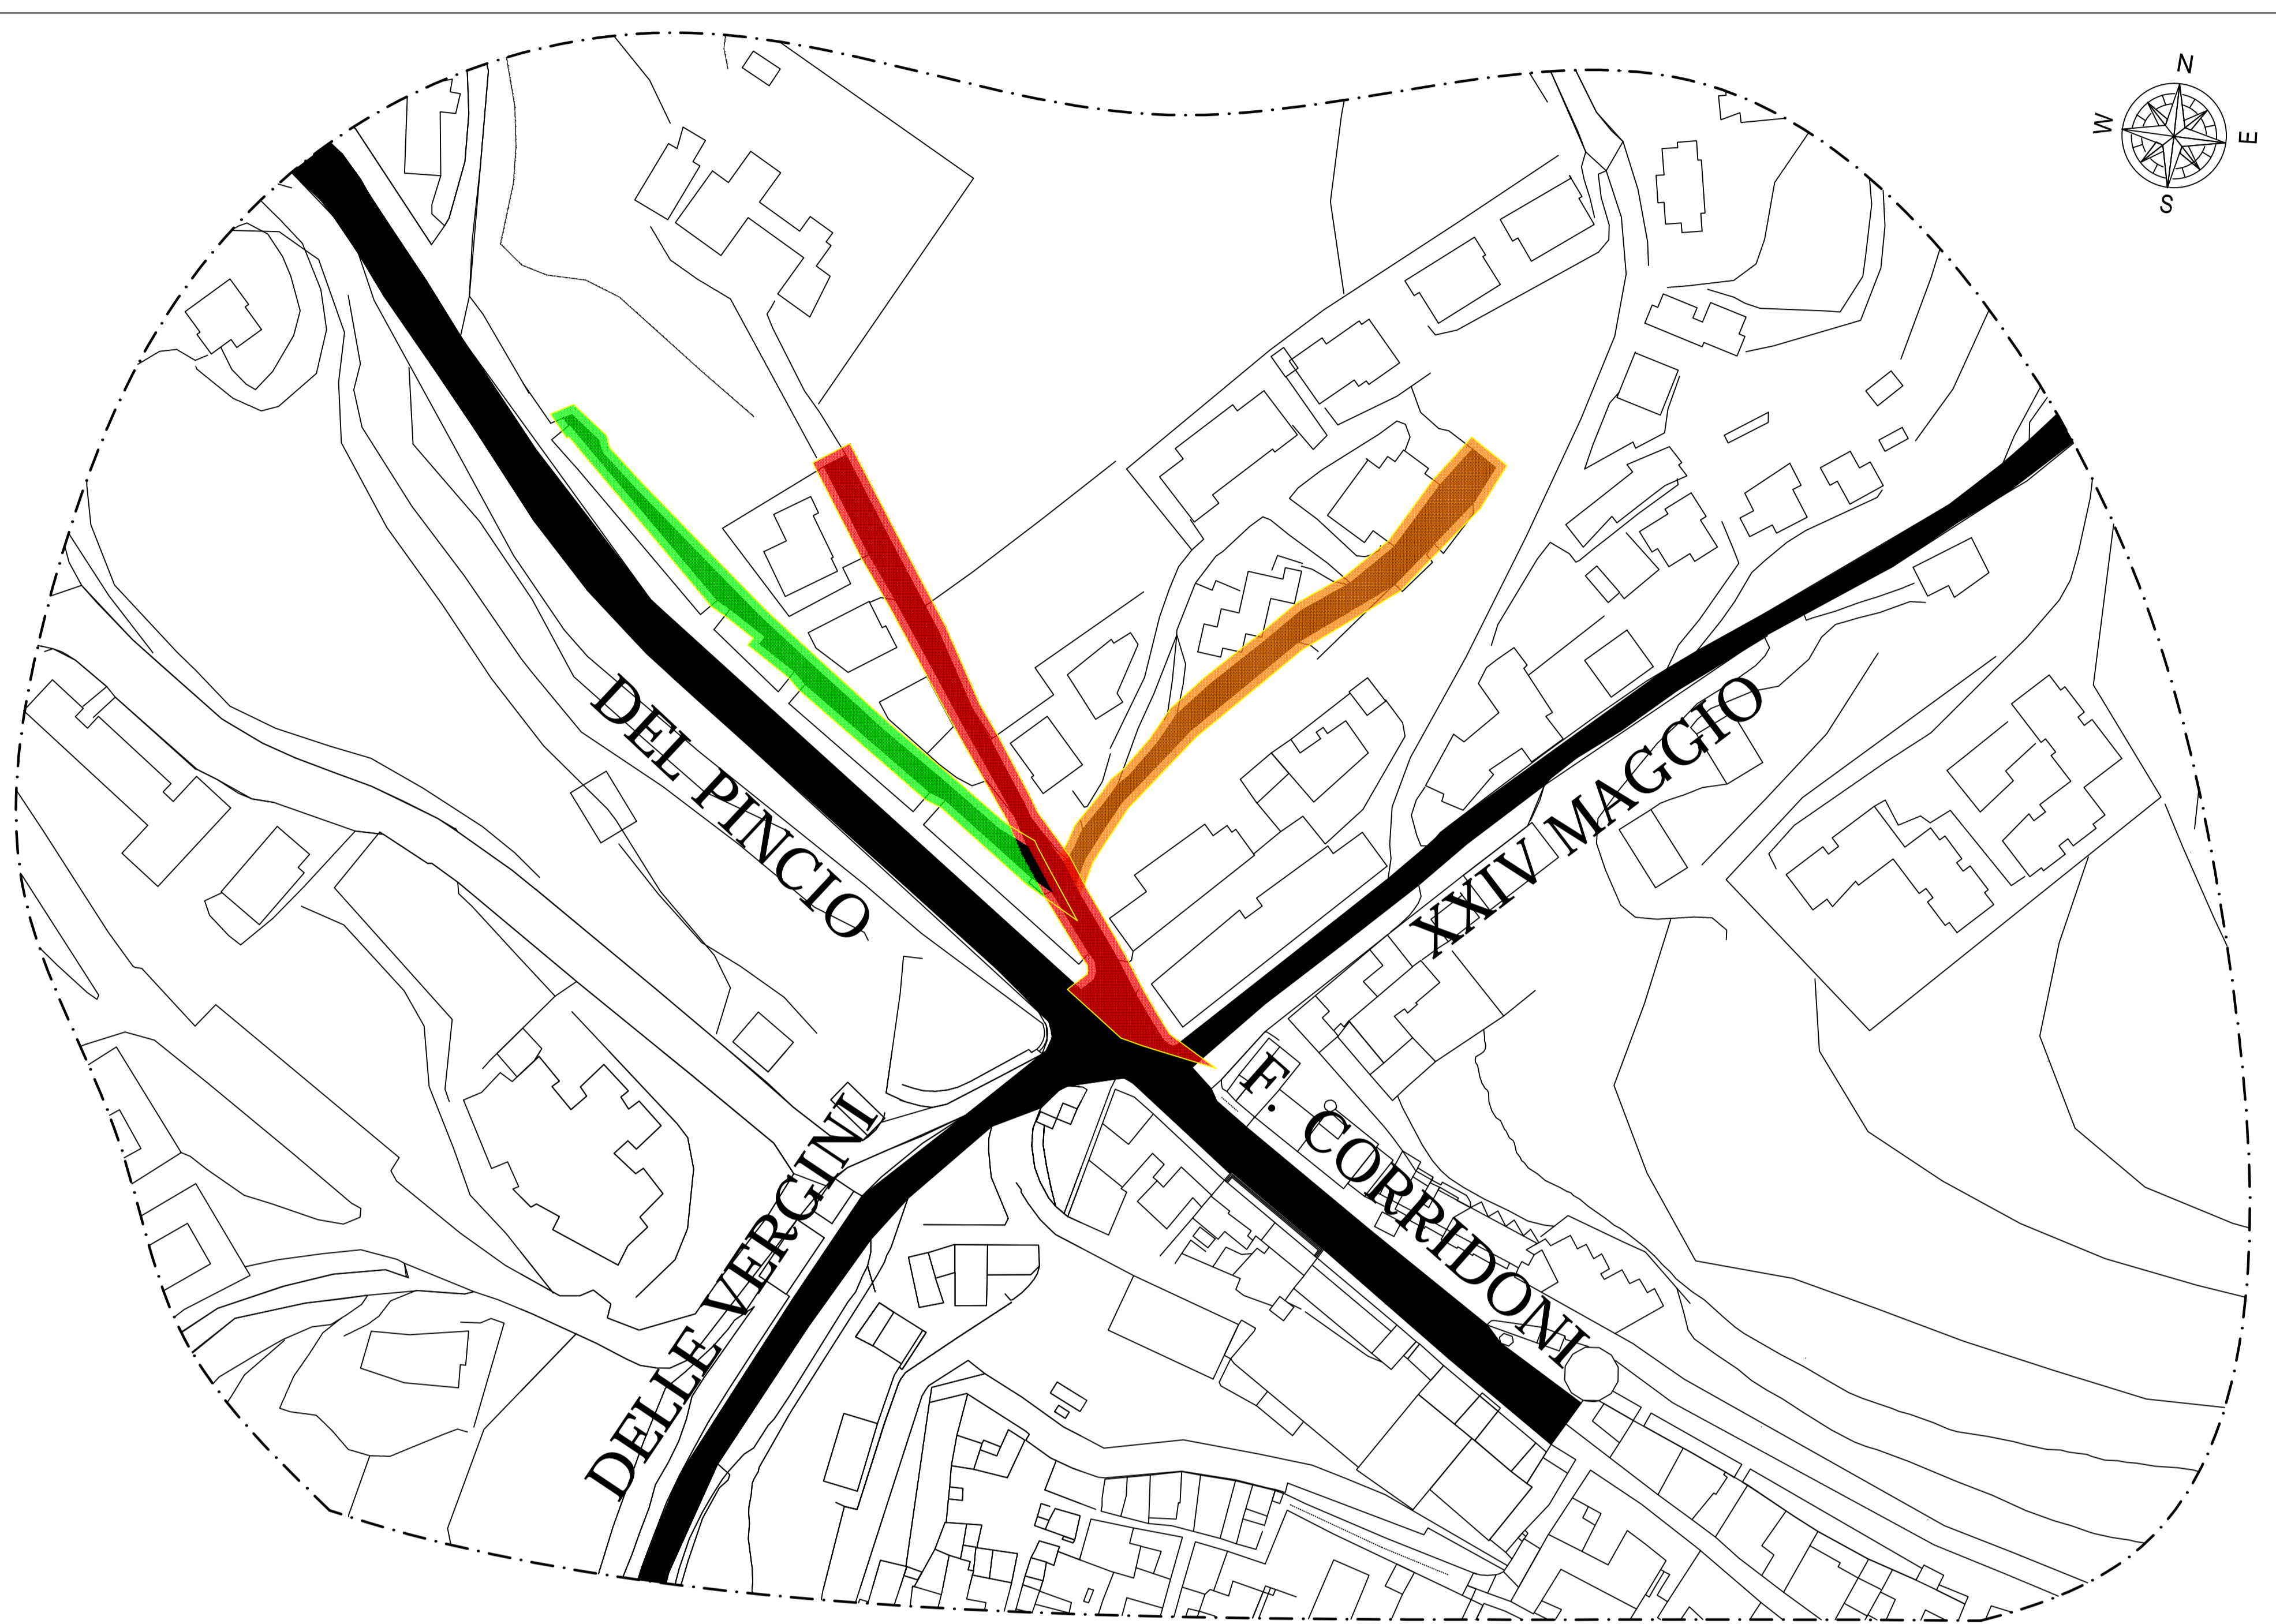 N
W
E
S
DEL PINCIO
XXIV MAGGIO
F. CORRIDONI
DELLE VERGINI